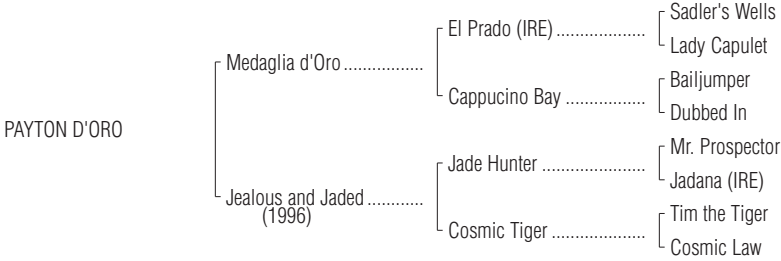 Sadler's Wells
El Prado (IRE) ...................
Lady Capulet
Medaglia d'Oro .................
Bailjumper
Cappucino Bay .................
Dubbed In
PAYTON D'ORO
Mr. Prospector
Jade Hunter ......................
Jadana (IRE)
Jealous and Jaded ............
(1996)
Tim the Tiger
Cosmic Tiger ....................
Cosmic Law